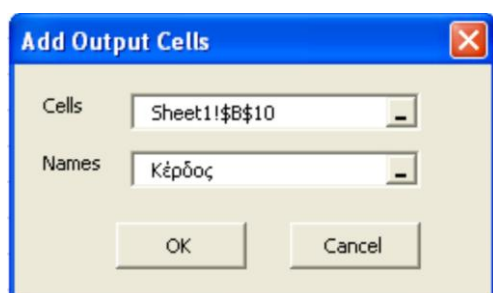 Add Output Cells
Cells Sheet1!$B$10
Names Κέρδος
OK Cancel